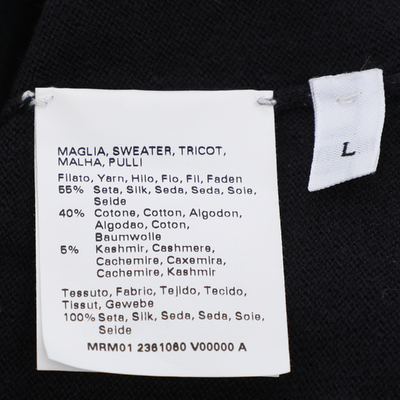 MAGLIA, SWEATER, TRICOT,
MALHA, PULLI
Filato, Yarn, Hilo, Fio, Fil, Faden
55% Seta, Silk, Seda, Seda, Soie,
Seide
40% Cotone, Cotton, Algodon,
Algodao, Coton,
Baumwolle
5% Kashmir, Cashmere,
Cachemire, Caxemira,
Cachemire, Kashmir
Tessuto, Fabric, Tejido, Tecido,
Tissut, Gewebe
100% Seta, Silk, Seda, Seda, Soie,
Seide
MRM01 2361060 V00000 A
L